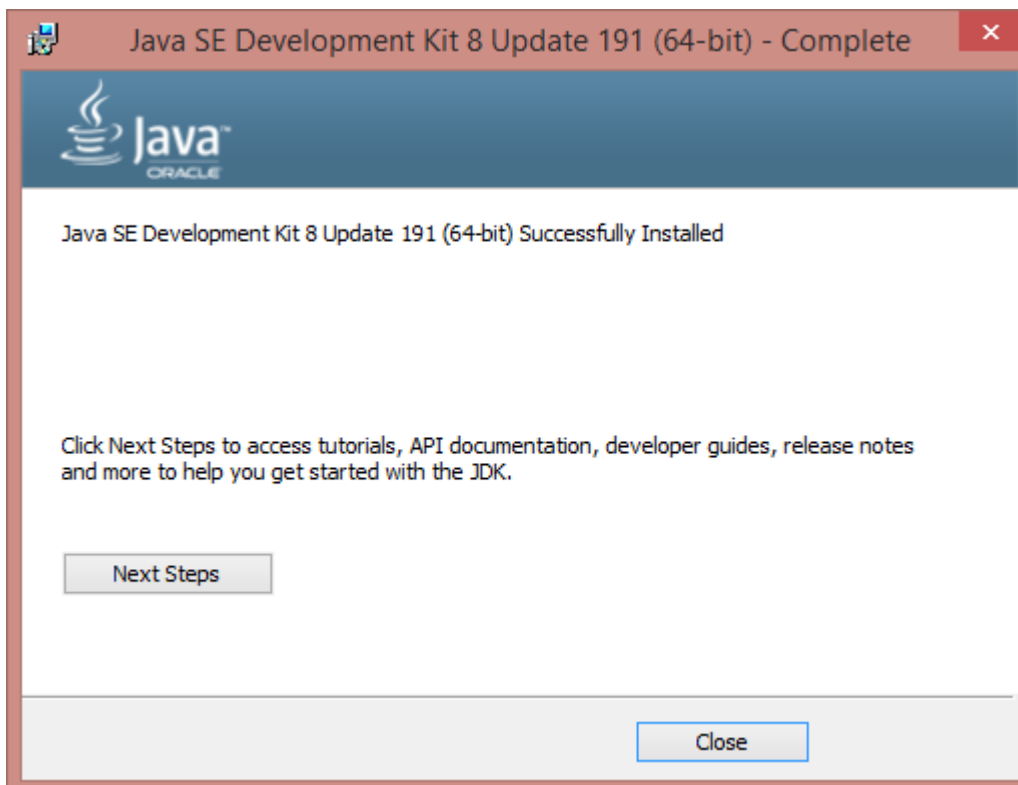 Java SE Development Kit 8 Update 191 (64-bit) - Complete
Java™
ORACLE
Java SE Development Kit 8 Update 191 (64-bit) Successfully Installed
Click Next Steps to access tutorials, API documentation, developer guides, release notes
and more to help you get started with the JDK.
Next Steps
Close